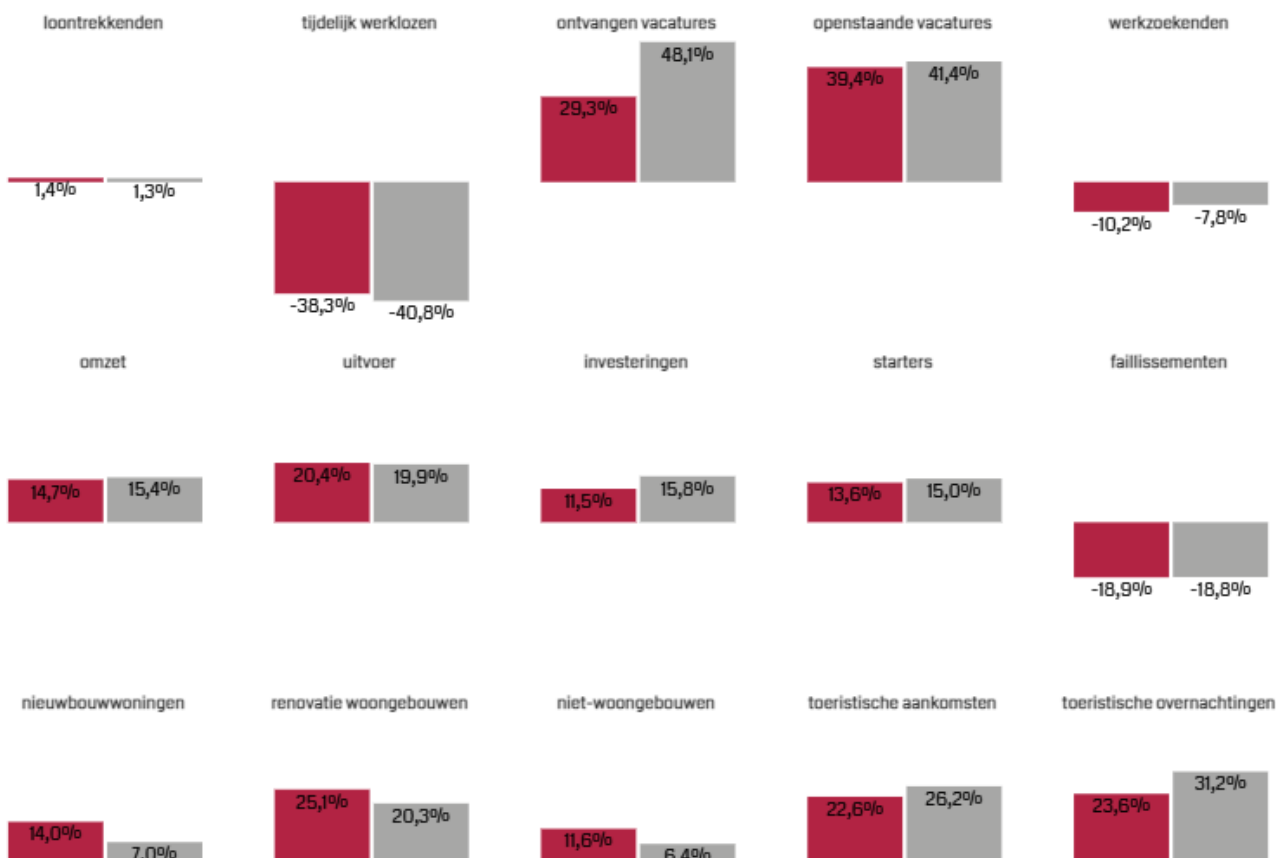 loontrekkenden tijdelijk werklozen ontvangen vacatures openstaande vacatures werkzoekenden
1,4% 1,3% -38,3% -40,8% 29,3% 48,1% 39,4% 41,4% -10,2% -7,8%
omzet uitvoer investeringen starters faillissementen
14,7% 15,4% 20,4% 19,9% 11,5% 15,8% 13,6% 15,0% -18,9% -18,8%
nieuwbouwwoningen renovatie woongebouwen niet-woongebouwen toeristische aankomsten toeristische overnachtingen
14,0% 7,0% 25,1% 20,3% 11,6% 6,4% 22,6% 26,2% 23,6% 31,2%